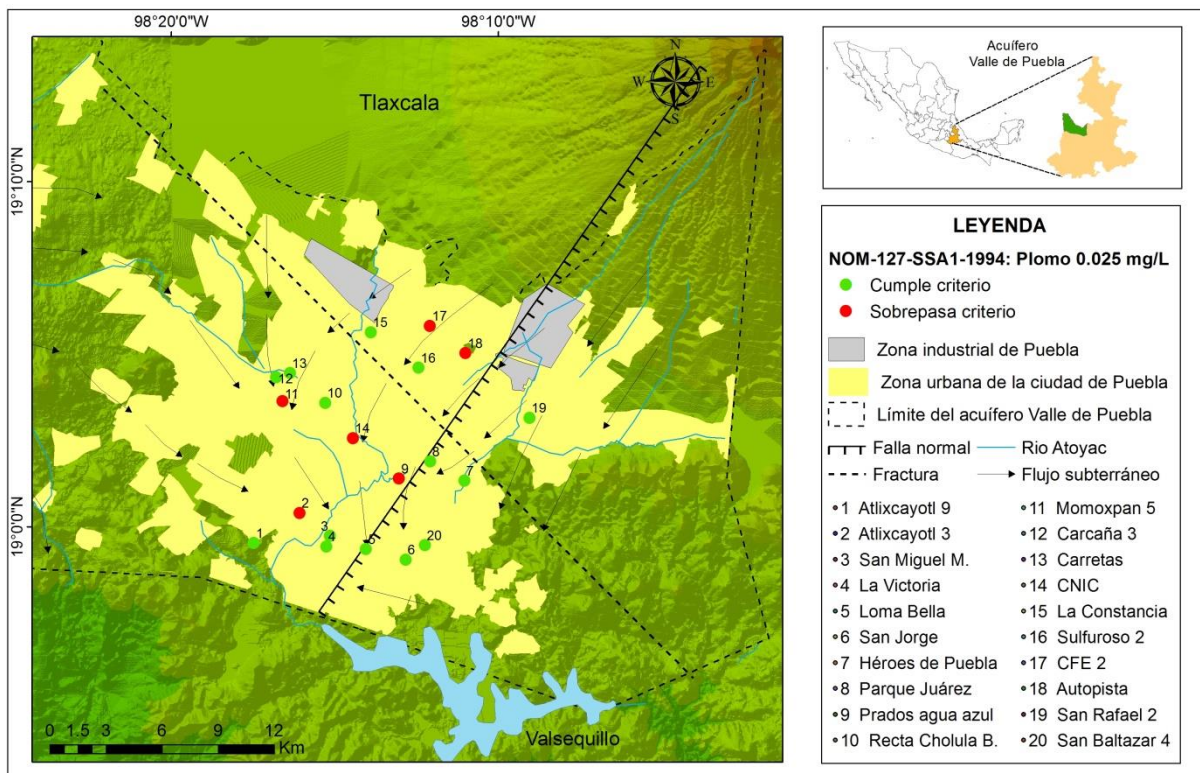 98°20'0"W
98°10'0"W
19°10'0"N
19°0'0"N
N
W
E
S
Tlaxcala
17
15
18
16
13
12
11
10
19
14
8
9
7
2
1
3
4
5
20
6
0 1.5 3 6 9 12
Km
Valsequillo
Acuífero
Valle de Puebla
LEYENDA
NOM-127-SSA1-1994: Plomo 0.025 mg/L
Cumple criterio
Sobrepasa criterio
Zona industrial de Puebla
Zona urbana de la ciudad de Puebla
Límite del acuífero Valle de Puebla
Falla normal
Rio Atoyac
Fractura
Flujo subterráneo
1 Atlixcayotl 9
2 Atlixcayotl 3
3 San Miguel M.
4 La Victoria
5 Loma Bella
6 San Jorge
7 Héroes de Puebla
8 Parque Juárez
9 Prados agua azul
10 Recta Cholula B.
11 Momoxpan 5
12 Carcaña 3
13 Carretas
14 CNIC
15 La Constancia
16 Sulfuroso 2
17 CFE 2
18 Autopista
19 San Rafael 2
20 San Baltazar 4